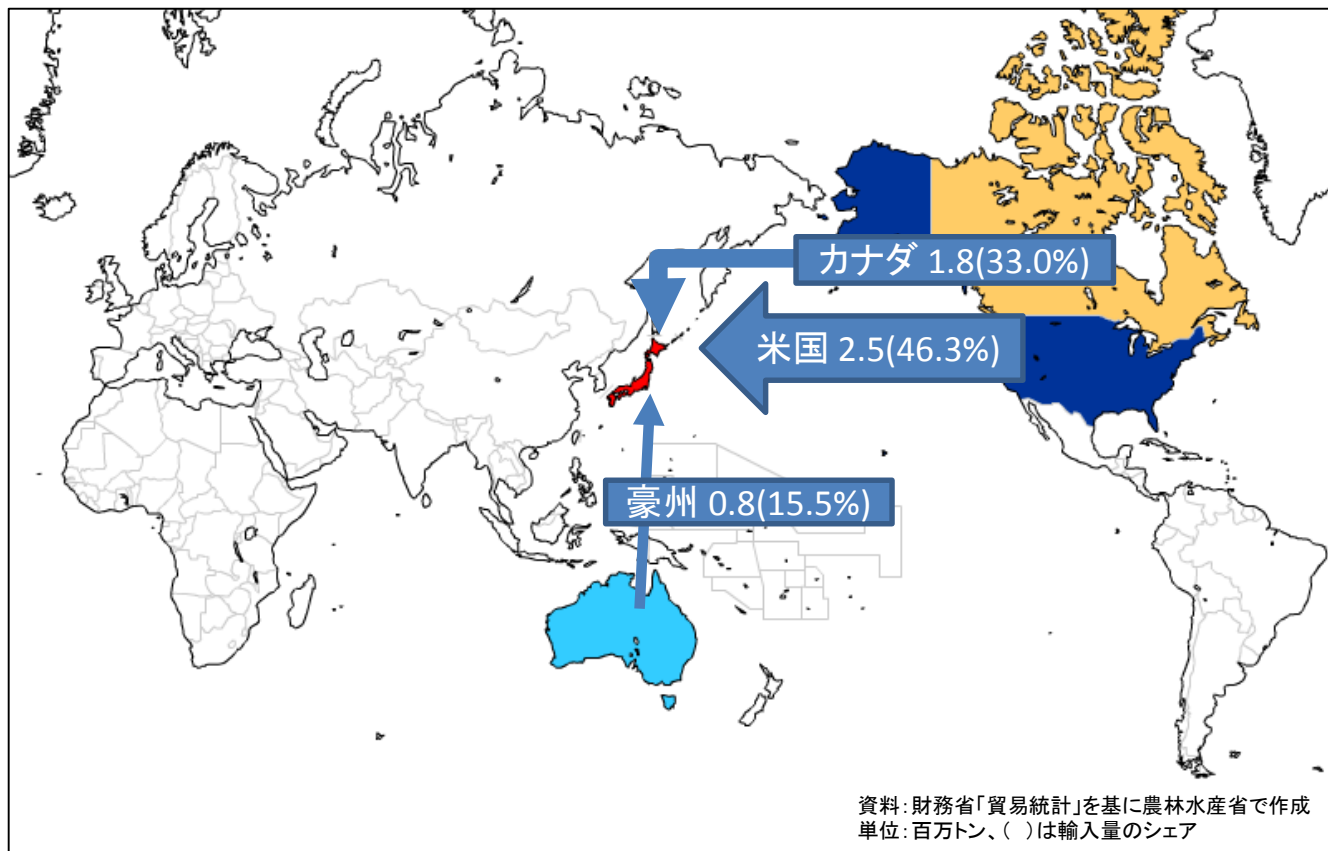 カナダ 1.8(33.0%)
米国 2.5(46.3%)
豪州 0.8(15.5%)
資料:財務省「貿易統計」を基に農林水産省で作成
単位:百万トン、( )は輸入量のシェア